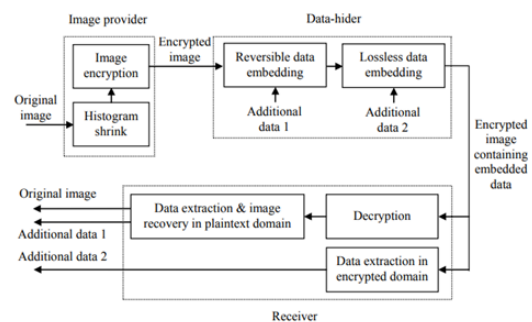 Image provider
Data-hider
Image
encryption
Encrypted
image
Reversible data
embedding
Lossless data
embedding
Original
image
Histogram
shrink
Additional
data 1
Additional
data 2
Encrypted
image
containing
embedded
data
Original image
Additional data 1
Data extraction & image
recovery in plaintext domain
Decryption
Additional data 2
Data extraction in
encrypted domain
Receiver